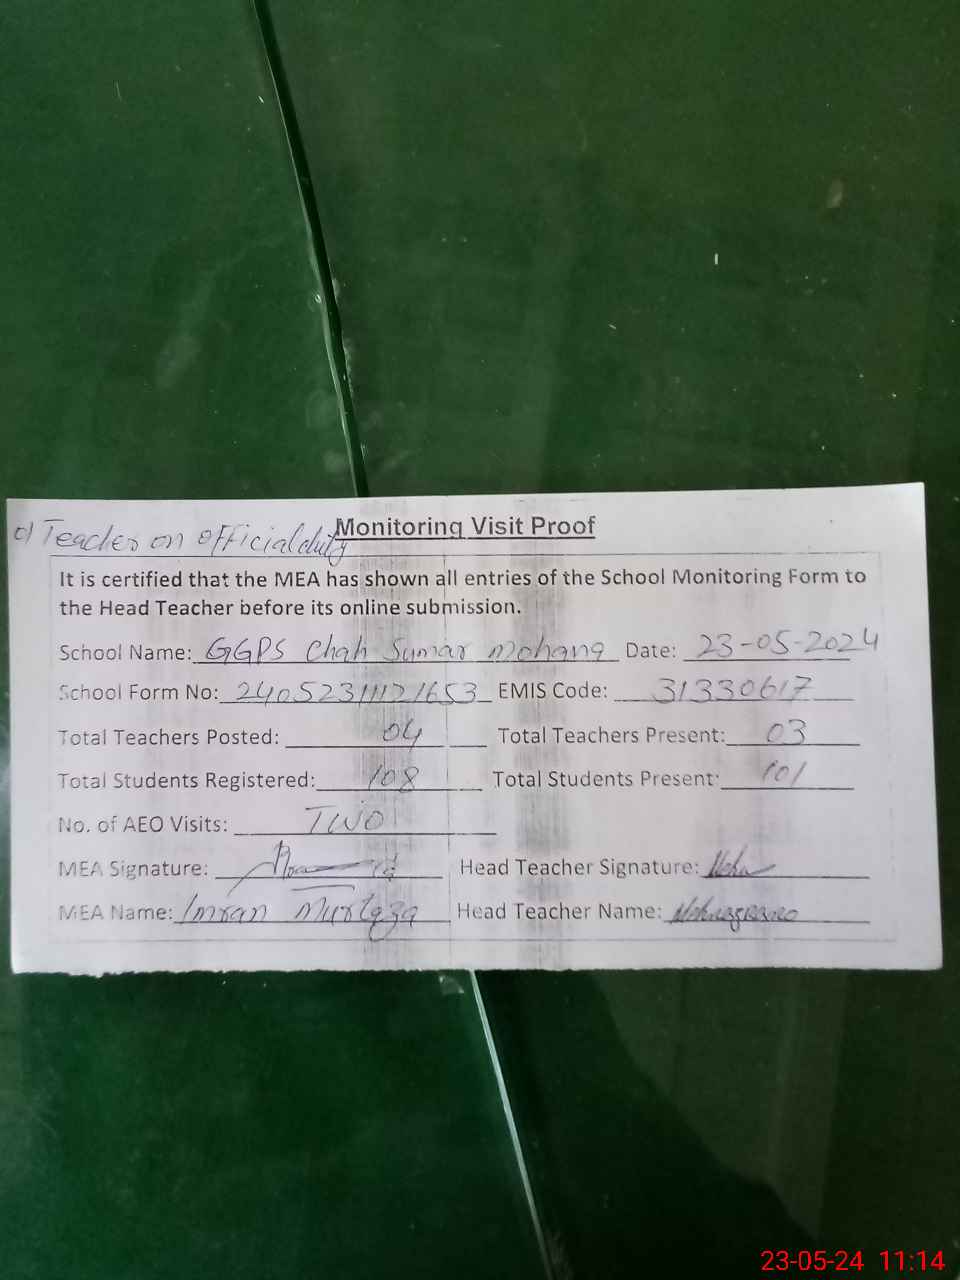 Teacher on official duty
Monitoring Visit Proof
It is certified that the MEA has shown all entries of the School Monitoring Form to
the Head Teacher before its online submission.
School Name: GGPS Chah Sumar Mohana Date: 23-05-2024
School Form No: EMIS Code: 31330617
Total Teachers Posted: 04 Total Teachers Present: 03
Total Students Registered: 108 Total Students Present: 101
No. of AEO Visits: TWO
MEA Signature: Head Teacher Signature:
MEA Name: Imran Murtaza Head Teacher Name:
23-05-24 11:14